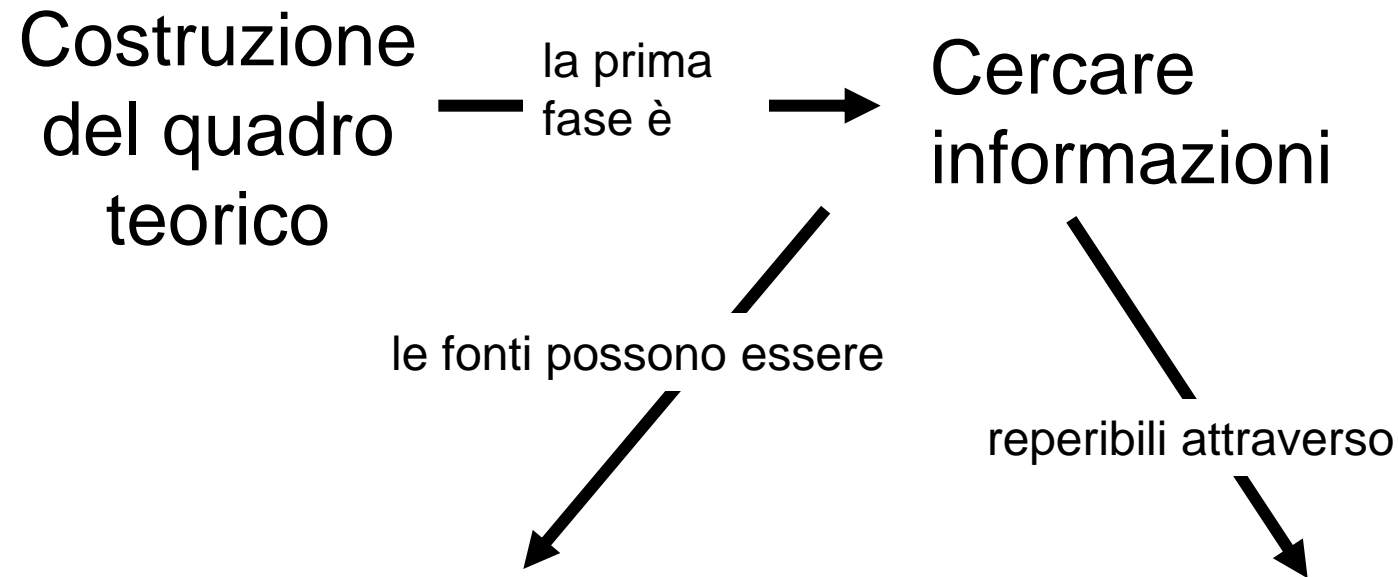 Costruzione
del quadro
teorico
la prima
fase è
Cercare
informazioni
le fonti possono essere
reperibili attraverso